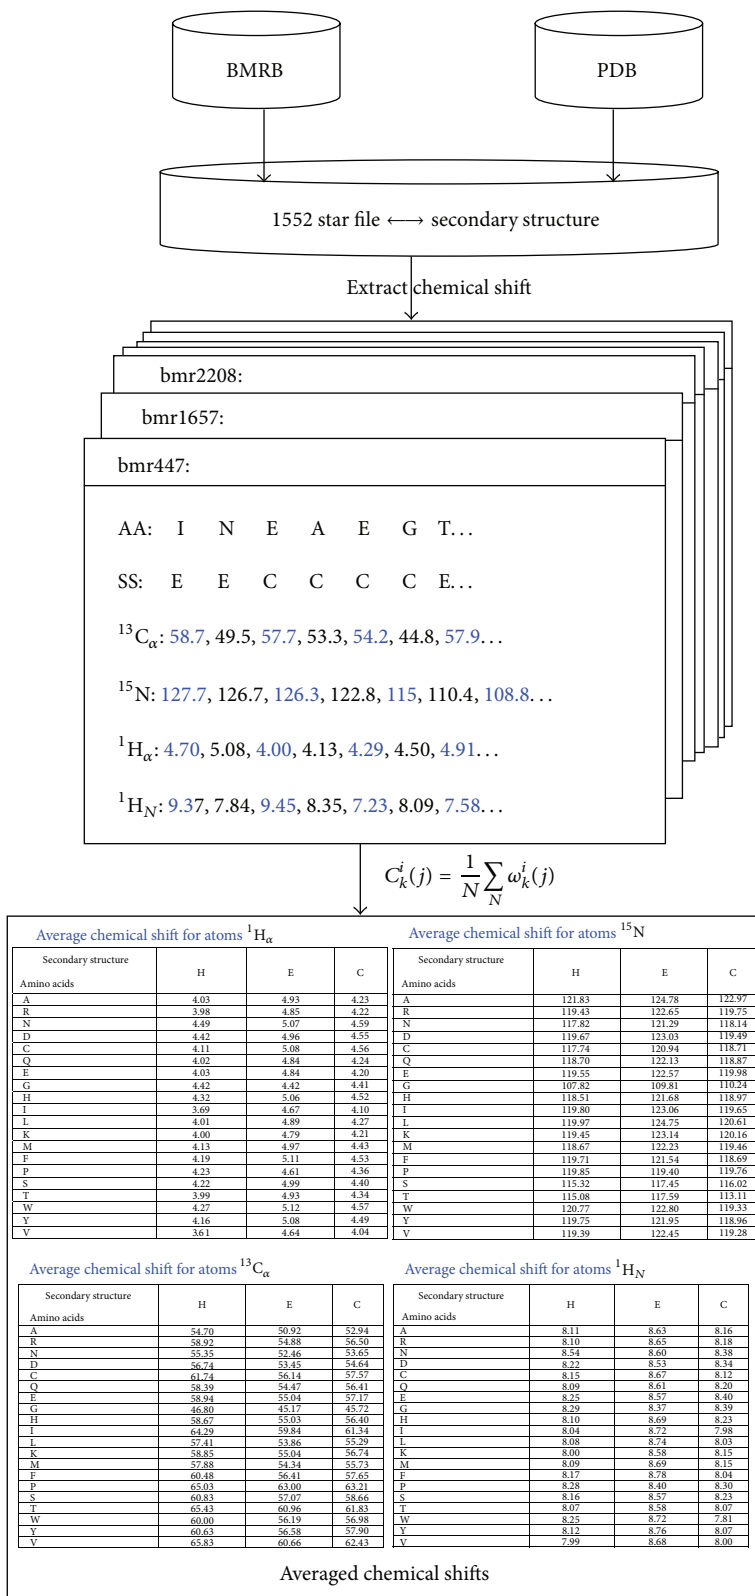 BMRB PDB
1552 star file ⟷ secondary structure
Extract chemical shift
bmr2208:
bmr1657:
bmr447:
AA: I N E A E G T...
SS: E E C C C C E...
¹³Cα: 58.7, 49.5, 57.7, 53.3, 54.2, 44.8, 57.9...
¹⁵N: 127.7, 126.7, 126.3, 122.8, 115, 110.4, 108.8...
¹Hα: 4.70, 5.08, 4.00, 4.13, 4.29, 4.50, 4.91...
¹H_N: 9.37, 7.84, 9.45, 8.35, 7.23, 8.09, 7.58...
C_k^i(j) = 1/N ∑_N ω_k^i(j)
Average chemical shift for atoms ¹Hα
Secondary structure H E C
Amino acids
A 4.03 4.93 4.23
R 3.98 4.85 4.22
N 4.49 5.07 4.59
D 4.42 4.96 4.55
C 4.11 5.08 4.56
Q 4.02 4.84 4.24
E 4.03 4.84 4.20
G 4.42 4.42 4.41
H 4.32 5.06 4.52
I 3.69 4.67 4.10
L 4.01 4.89 4.27
K 4.00 4.79 4.21
M 4.13 4.97 4.43
F 4.19 5.11 4.53
P 4.23 4.61 4.36
S 4.22 4.99 4.40
T 3.99 4.93 4.34
W 4.27 5.12 4.57
Y 4.16 5.08 4.49
V 3.61 4.64 4.04
Average chemical shift for atoms ¹⁵N
Secondary structure H E C
Amino acids
A 121.83 124.78 122.97
R 119.43 122.65 119.75
N 117.82 121.29 118.14
D 119.67 123.03 119.49
C 117.74 120.94 118.71
Q 118.70 122.13 118.87
E 119.55 122.57 119.98
G 107.82 109.81 110.24
H 118.51 121.68 118.97
I 119.80 123.06 119.65
L 119.97 124.75 120.61
K 119.45 123.14 120.16
M 118.67 122.23 119.46
F 119.71 121.54 118.69
P 119.85 119.40 119.76
S 115.32 117.45 116.02
T 115.08 117.59 113.11
W 120.77 122.80 119.33
Y 119.75 121.95 118.96
V 119.39 122.45 119.28
Average chemical shift for atoms ¹³Cα
Secondary structure H E C
Amino acids
A 54.70 50.92 52.94
R 58.92 54.88 56.50
N 55.35 52.46 53.65
D 56.74 53.45 54.64
C 61.74 56.14 57.57
Q 58.39 54.47 56.41
E 58.94 55.04 57.17
G 46.80 45.17 45.72
H 58.67 55.03 56.40
I 64.29 59.84 61.34
L 57.41 53.86 55.29
K 58.85 55.04 56.74
M 57.88 54.34 55.73
F 60.48 56.41 57.65
P 65.03 63.00 63.21
S 60.83 57.07 58.66
T 65.43 60.96 61.83
W 60.00 56.19 56.98
Y 60.63 56.58 57.90
V 65.83 60.66 62.43
Average chemical shift for atoms ¹H_N
Secondary structure H E C
Amino acids
A 8.11 8.63 8.16
R 8.10 8.65 8.18
N 8.54 8.60 8.38
D 8.22 8.53 8.34
C 8.15 8.67 8.12
Q 8.09 8.61 8.20
E 8.25 8.57 8.40
G 8.29 8.37 8.39
H 8.10 8.69 8.23
I 8.04 8.72 7.98
L 8.08 8.74 8.03
K 8.00 8.58 8.15
M 8.09 8.69 8.15
F 8.17 8.78 8.04
P 8.28 8.40 8.30
S 8.16 8.57 8.23
T 8.07 8.58 8.07
W 8.25 8.72 7.81
Y 8.12 8.76 8.07
V 7.99 8.68 8.00
Averaged chemical shifts